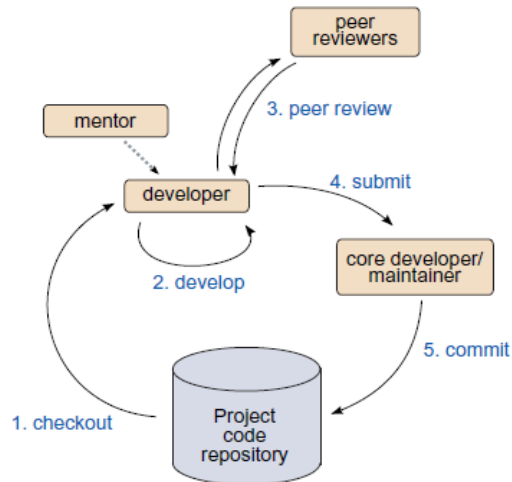 peer
reviewers
3. peer review
mentor
developer
4. submit
2. develop
core developer/
maintainer
5. commit
1. checkout
Project
code
repository